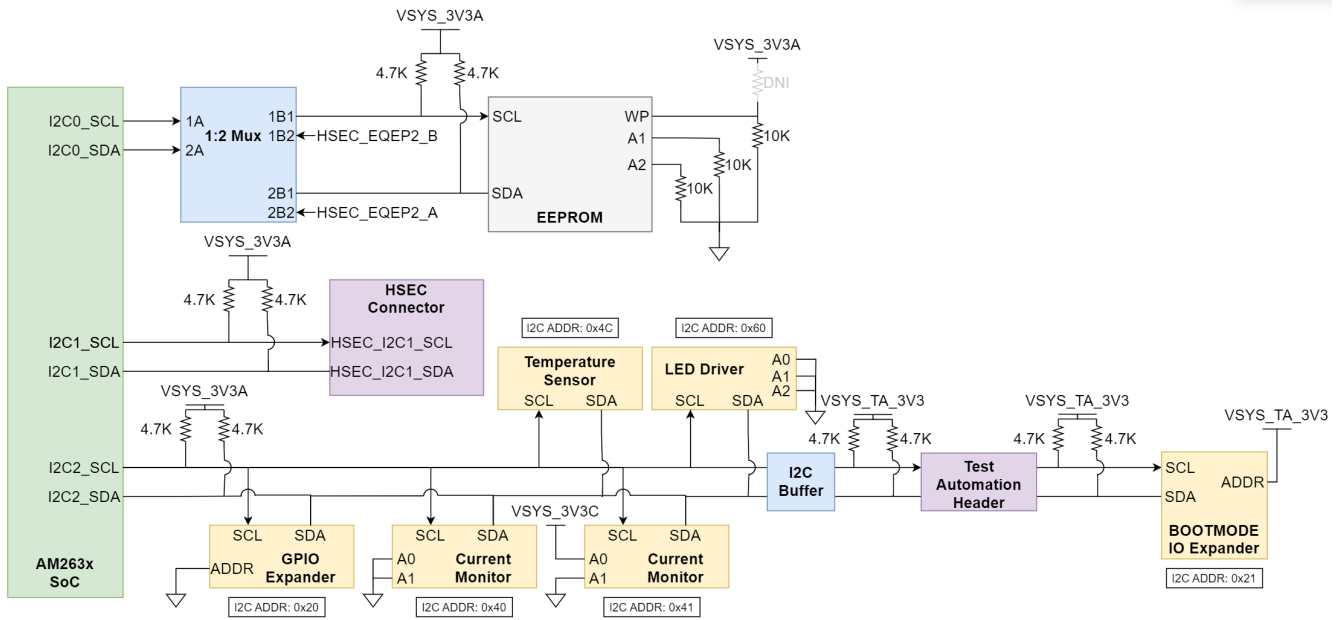 VSYS_3V3A
4.7K
4.7K
VSYS_3V3A
DNI
I2C0_SCL
I2C0_SDA
1A
2A
1:2 Mux
1B1
1B2
HSEC_EQEP2_B
2B1
2B2
HSEC_EQEP2_A
SCL
SDA
WP
A1
A2
EEPROM
10K
10K
10K
VSYS_3V3A
4.7K
4.7K
HSEC
Connector
I2C1_SCL
HSEC_I2C1_SCL
I2C1_SDA
HSEC_I2C1_SDA
I2C ADDR: 0x4C
Temperature
Sensor
SCL
SDA
I2C ADDR: 0x60
LED Driver
A0
A1
A2
SCL
SDA
VSYS_3V3A
4.7K
4.7K
VSYS_TA_3V3
4.7K
4.7K
VSYS_TA_3V3
4.7K
4.7K
VSYS_TA_3V3
I2C2_SCL
I2C2_SDA
I2C
Buffer
Test
Automation
Header
SCL
SDA
ADDR
BOOTMODE
IO Expander
I2C ADDR: 0x21
SCL
SDA
ADDR
GPIO
Expander
I2C ADDR: 0x20
SCL
SDA
A0
A1
Current
Monitor
I2C ADDR: 0x40
VSYS_3V3C
SCL
SDA
A0
A1
Current
Monitor
I2C ADDR: 0x41
AM263x
SoC